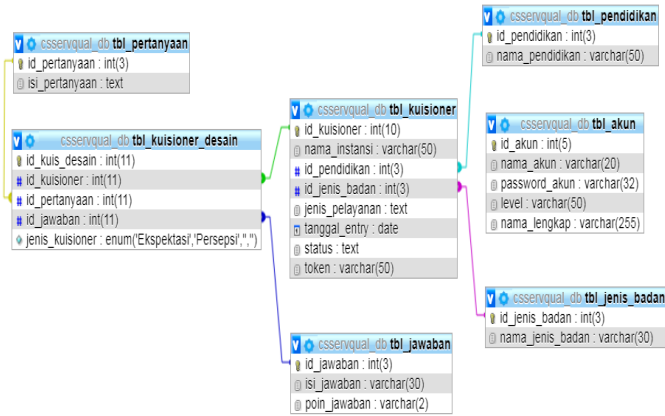 csservqual_db tbl_pertanyaan
id_pertanyaan : int(3)
isi_pertanyaan : text
csservqual_db tbl_kuisioner_desain
id_kuis_desain : int(11)
id_kuisioner : int(11)
id_pertanyaan : int(11)
id_jawaban : int(11)
jenis_kuisioner : enum('Ekspektasi','Persepsi','','')
csservqual_db tbl_kuisioner
id_kuisioner : int(10)
nama_instansi : varchar(50)
id_pendidikan : int(3)
id_jenis_badan : int(3)
jenis_pelayanan : text
tanggal_entry : date
status : text
token : varchar(50)
csservqual_db tbl_jawaban
id_jawaban : int(3)
isi_jawaban : varchar(30)
poin_jawaban : varchar(2)
csservqual_db tbl_pendidikan
id_pendidikan : int(3)
nama_pendidikan : varchar(50)
csservqual_db tbl_akun
id_akun : int(5)
nama_akun : varchar(20)
password_akun : varchar(32)
level : varchar(50)
nama_lengkap : varchar(255)
csservqual_db tbl_jenis_badan
id_jenis_badan : int(3)
nama_jenis_badan : varchar(30)